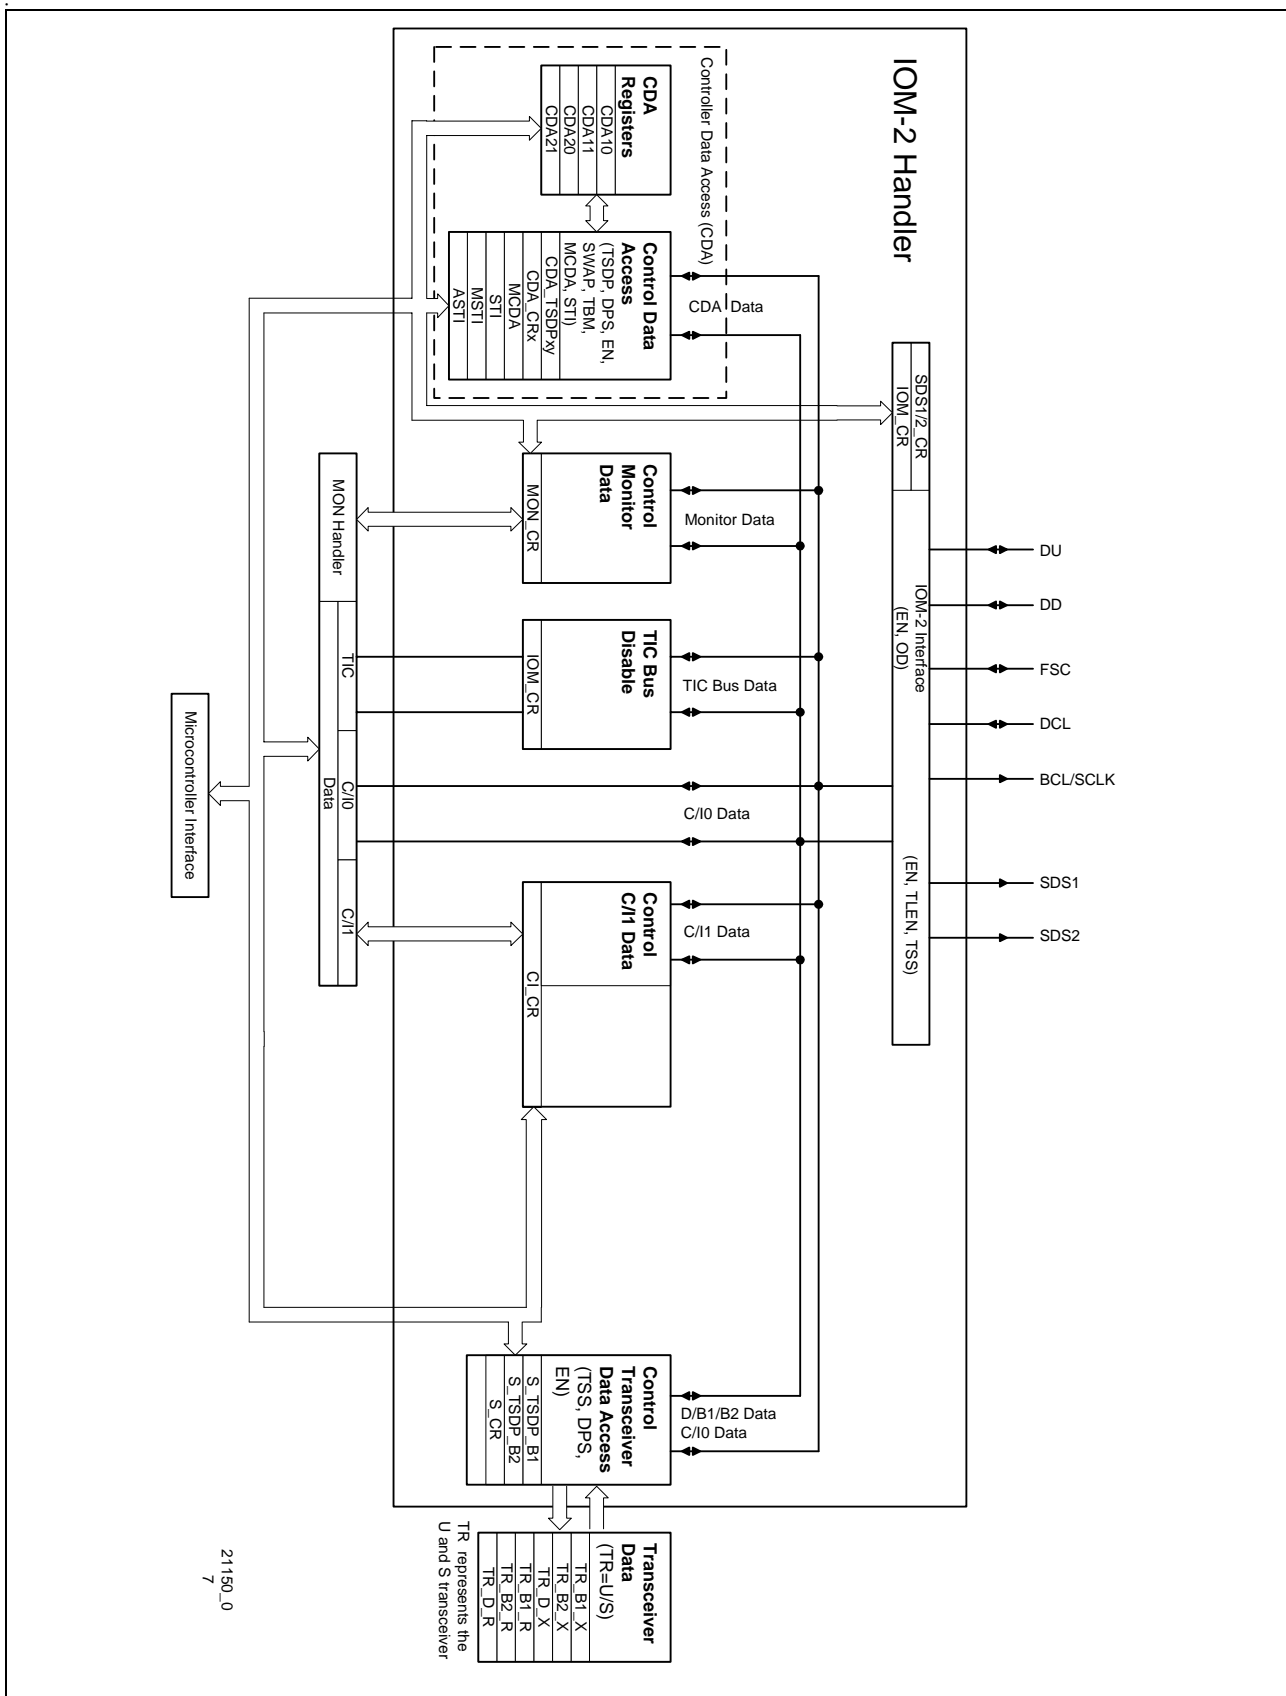 .
IOM-2 Handler
Controller Data Access (CDA)
CDA
Registers
CDA10
CDA11
CDA20
CDA21
Control Data
Access
(TSDP, DPS, EN,
SWAP, TBM,
MCDA, STI)
CDA_TSDPxy
CDA_CRx
MCDA
STI
MSTI
ASTI
CDA Data
SDS1/2_CR
IOM_CR
IOM-2 Interface
(EN, OD)
(EN, TLEN, TSS)
DU
DD
FSC
DCL
BCL/SCLK
SDS1
SDS2
Control
Monitor
Data
MON_CR
Monitor Data
TIC Bus
Disable
IOM_CR
TIC Bus Data
C/I0 Data
Control
C/I1 Data
CI_CR
C/I1 Data
MON Handler
TIC
C/I0
C/I1
Data
Microcontroller Interface
Control
Transceiver
Data Access
(TSS, DPS,
EN)
S_TSDP_B1
S_TSDP_B2
S_CR
D/B1/B2 Data
C/I0 Data
Transceiver
Data
(TR=U/S)
TR_B1_X
TR_B2_X
TR_D_X
TR_B1_R
TR_B2_R
TR_D_R
TR represents the
U and S transceiver
21150_0
7